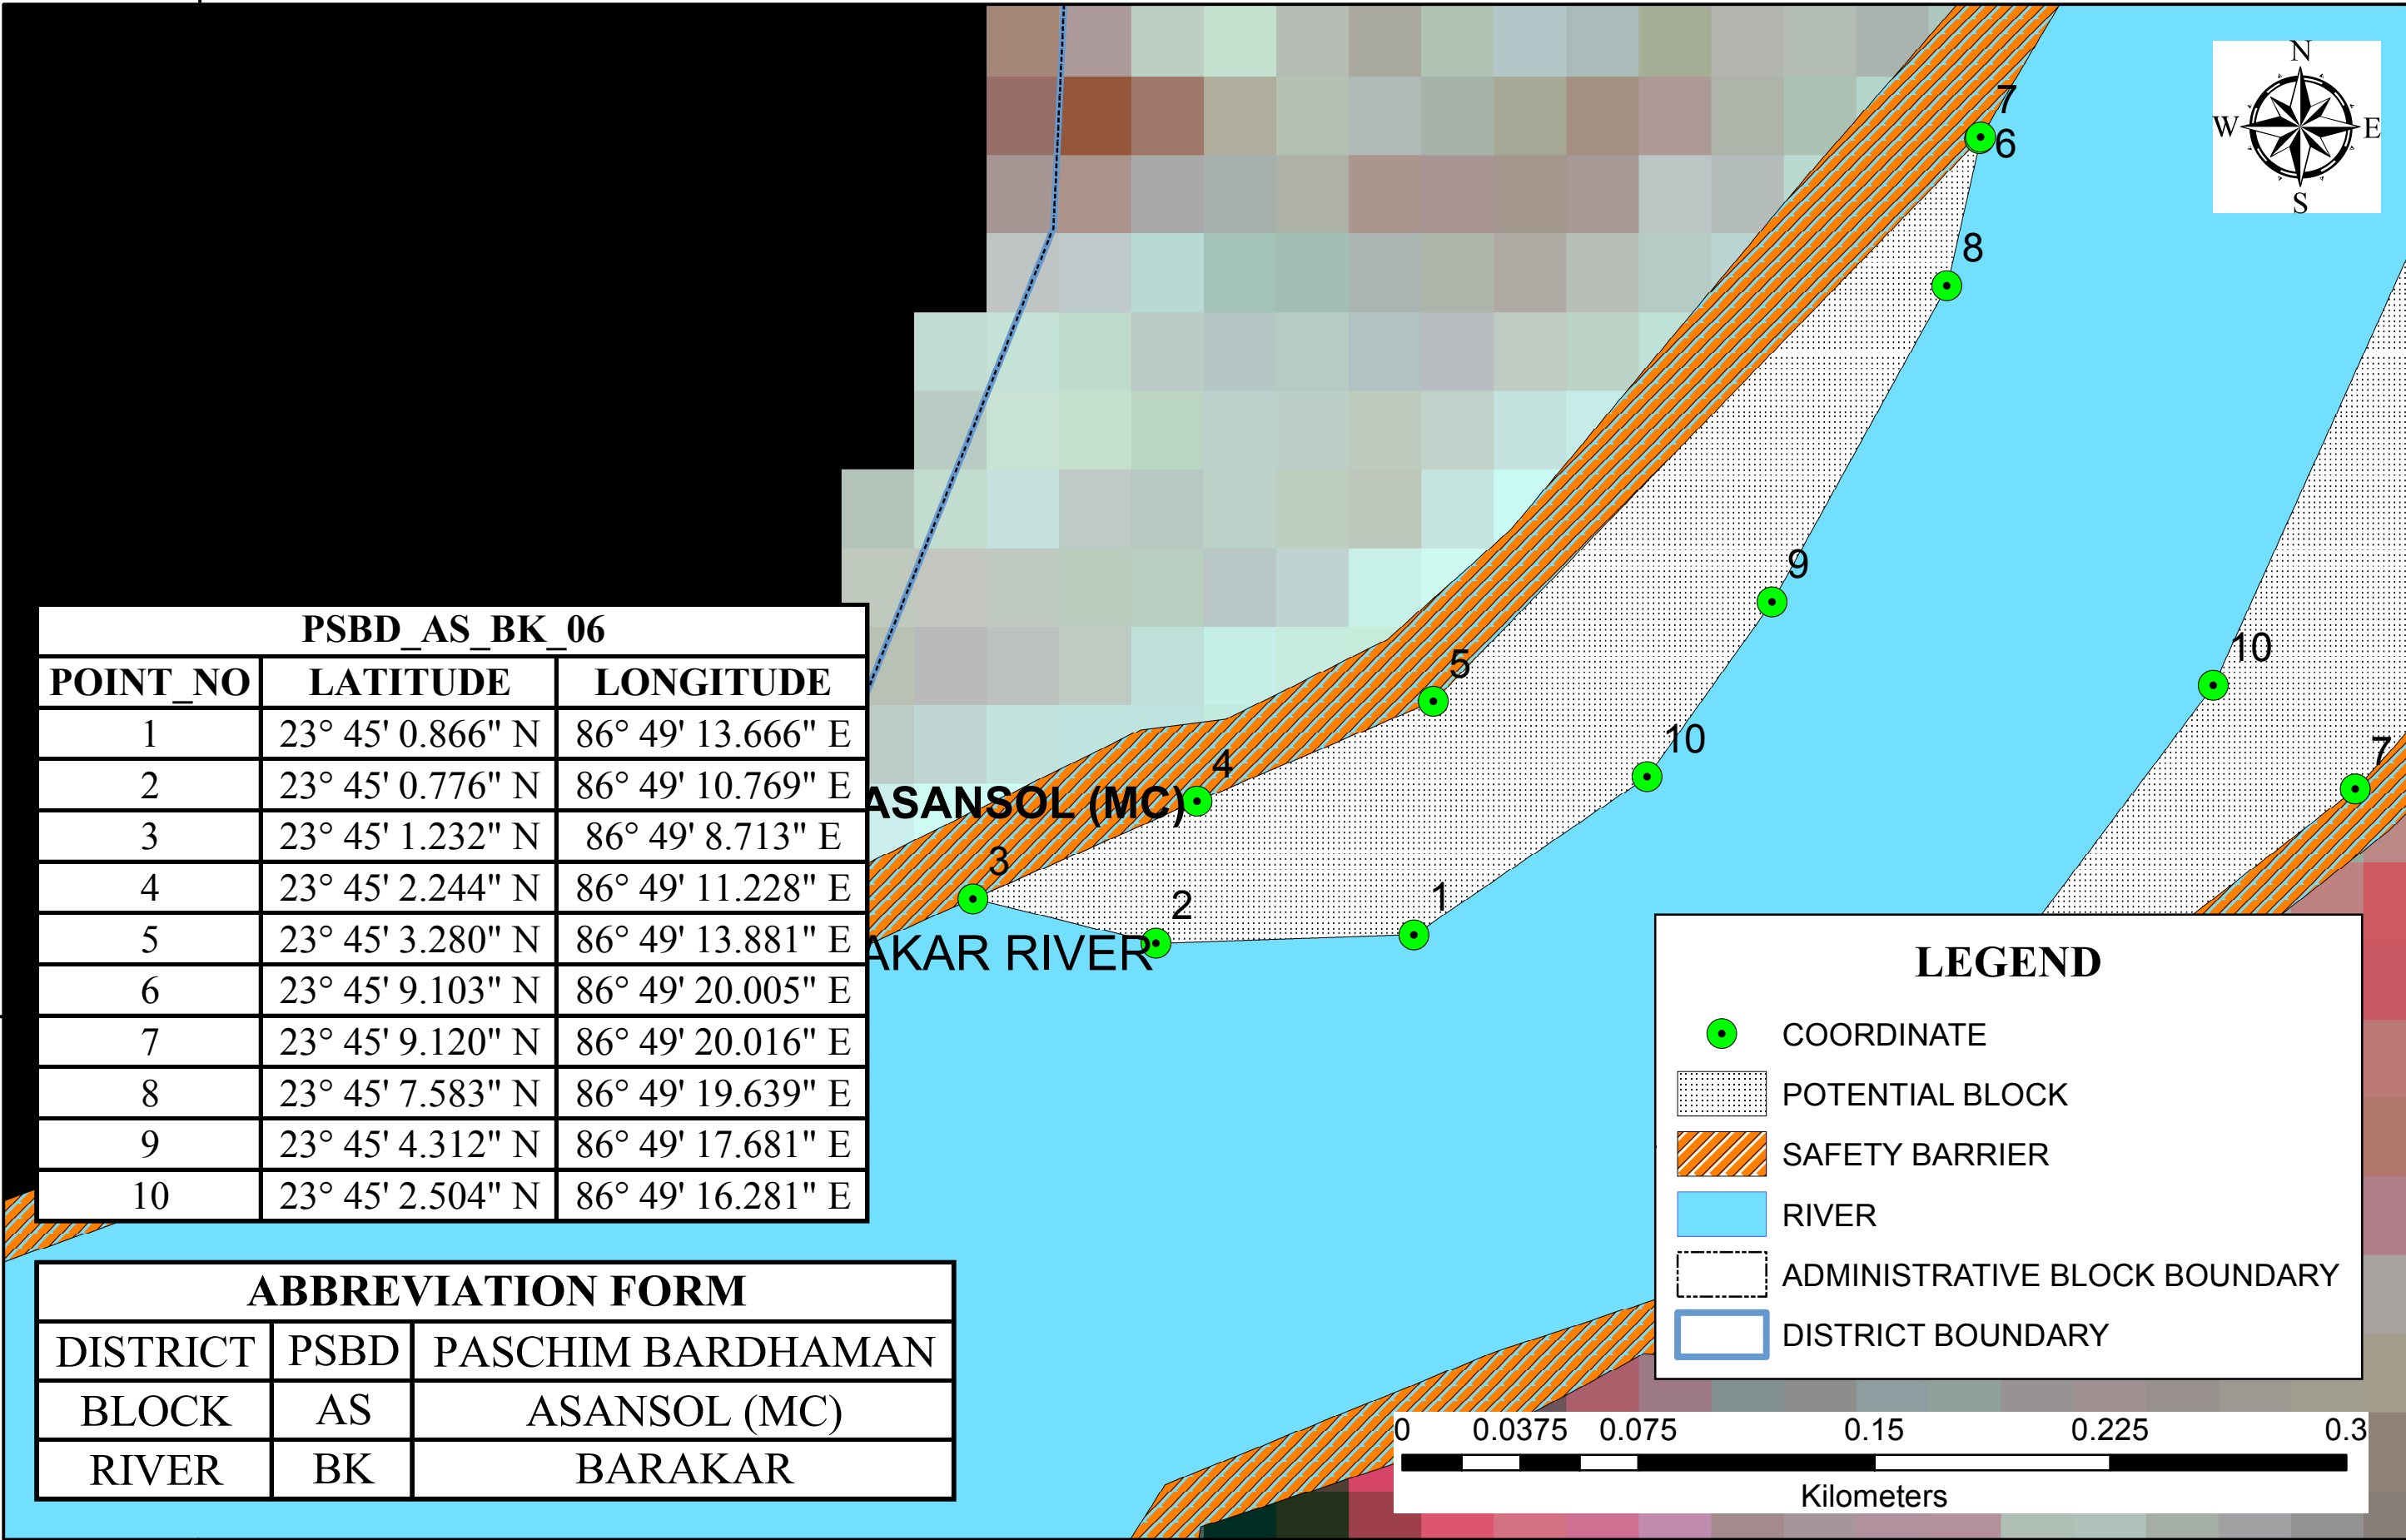 N
W E
S
7
6
8
9
5
10
10
4
7
ASANSOL (MC)
3
2
1
AKAR RIVER
PSBD_AS_BK_06
POINT_NO LATITUDE LONGITUDE
1 23° 45' 0.866" N 86° 49' 13.666" E
2 23° 45' 0.776" N 86° 49' 10.769" E
3 23° 45' 1.232" N 86° 49' 8.713" E
4 23° 45' 2.244" N 86° 49' 11.228" E
5 23° 45' 3.280" N 86° 49' 13.881" E
6 23° 45' 9.103" N 86° 49' 20.005" E
7 23° 45' 9.120" N 86° 49' 20.016" E
8 23° 45' 7.583" N 86° 49' 19.639" E
9 23° 45' 4.312" N 86° 49' 17.681" E
10 23° 45' 2.504" N 86° 49' 16.281" E
ABBREVIATION FORM
DISTRICT PSBD PASCHIM BARDHAMAN
BLOCK AS ASANSOL (MC)
RIVER BK BARAKAR
LEGEND
COORDINATE
POTENTIAL BLOCK
SAFETY BARRIER
RIVER
ADMINISTRATIVE BLOCK BOUNDARY
DISTRICT BOUNDARY
0 0.0375 0.075 0.15 0.225 0.3
Kilometers